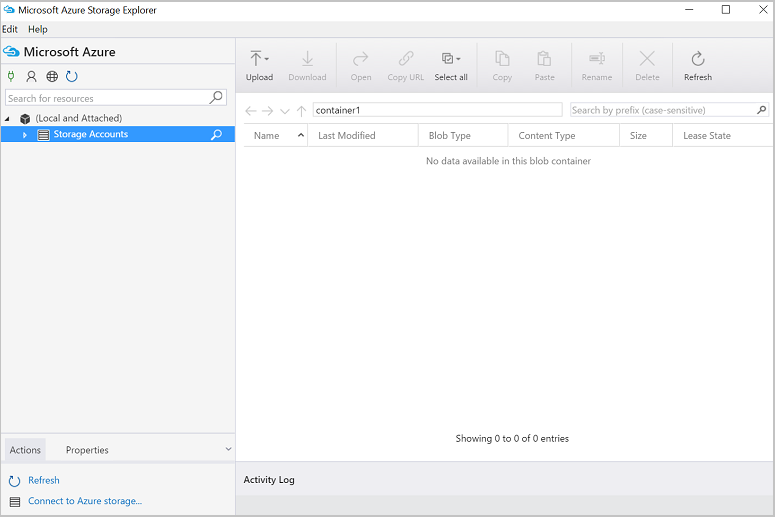 Microsoft Azure Storage Explorer
Edit Help
Microsoft Azure
Search for resources
(Local and Attached)
Storage Accounts
Actions Properties
Refresh
Connect to Azure storage...
Upload Download Open Copy URL Select all Copy Paste Rename Delete Refresh
container1 Search by prefix (case-sensitive)
Name Last Modified Blob Type Content Type Size Lease State
No data available in this blob container
Showing 0 to 0 of 0 entries
Activity Log